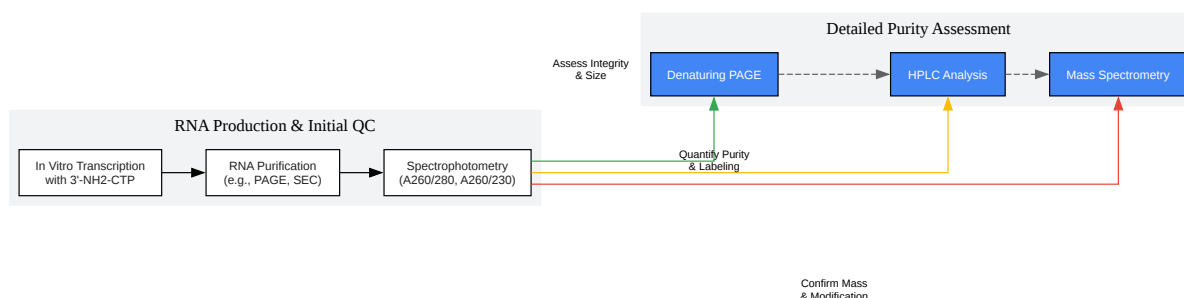 Detailed Purity Assessment
Assess Integrity
& Size
Denaturing PAGE
HPLC Analysis
Mass Spectrometry
RNA Production & Initial QC
In Vitro Transcription
with 3'-NH2-CTP
RNA Purification
(e.g., PAGE, SEC)
Spectrophotometry
(A260/280, A260/230)
Quantify Purity
& Labeling
Confirm Mass
& Modification